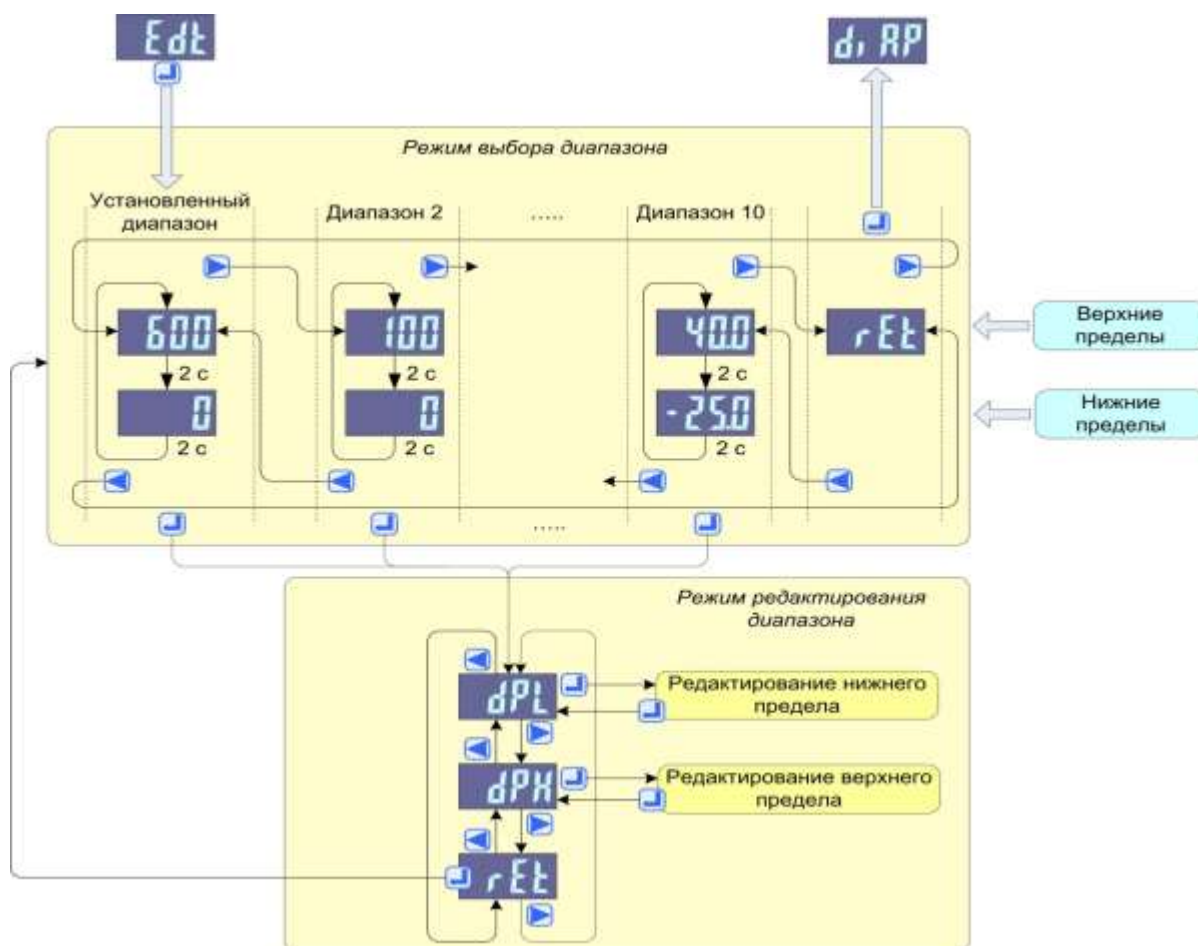 Edt
di AP
Режим выбора диапазона
Установленный
диапазон
Диапазон 2
.....
Диапазон 10
600
100
40.0
rEt
Верхние
пределы
2 с
2 с
2 с
0
0
-25.0
Нижние
пределы
2 с
2 с
2 с
.....
Режим редактирования
диапазона
dPL
Редактирование нижнего
предела
dPH
Редактирование верхнего
предела
rEt